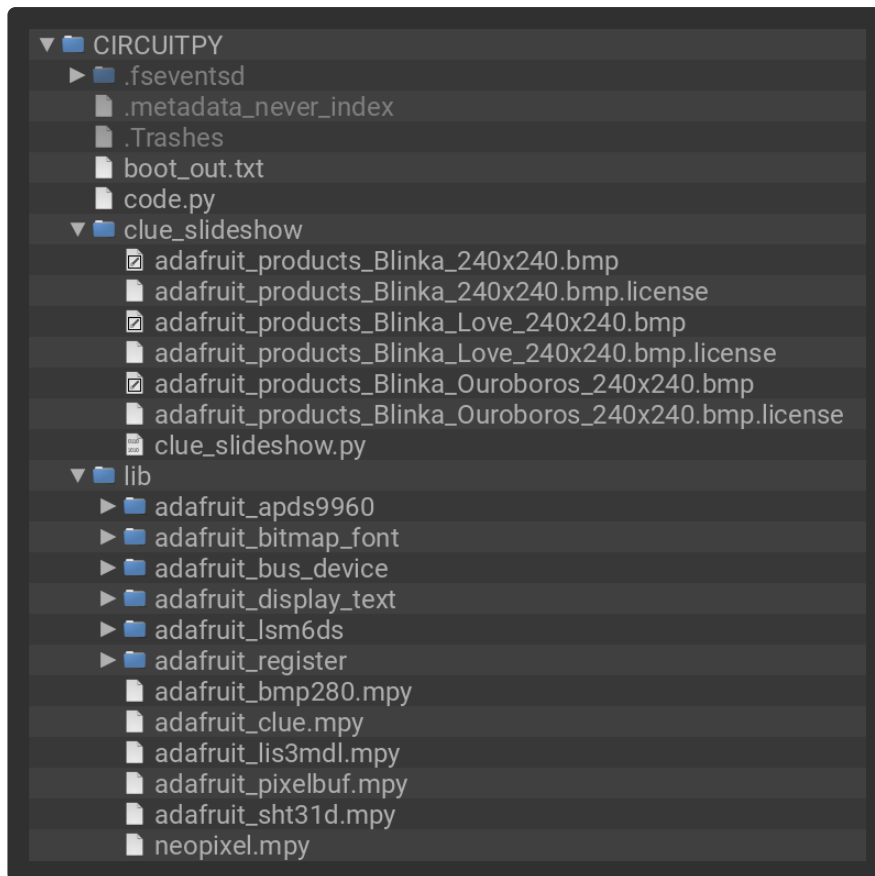 CIRCUITPY
.fseventsd
.metadata_never_index
.Trashes
boot_out.txt
code.py
clue_slideshow
adafruit_products_Blinka_240x240.bmp
adafruit_products_Blinka_240x240.bmp.license
adafruit_products_Blinka_Love_240x240.bmp
adafruit_products_Blinka_Love_240x240.bmp.license
adafruit_products_Blinka_Ouroboros_240x240.bmp
adafruit_products_Blinka_Ouroboros_240x240.bmp.license
clue_slideshow.py
lib
adafruit_apds9960
adafruit_bitmap_font
adafruit_bus_device
adafruit_display_text
adafruit_lsm6ds
adafruit_register
adafruit_bmp280.mpy
adafruit_clue.mpy
adafruit_lis3mdl.mpy
adafruit_pixelbuf.mpy
adafruit_sht31d.mpy
neopixel.mpy